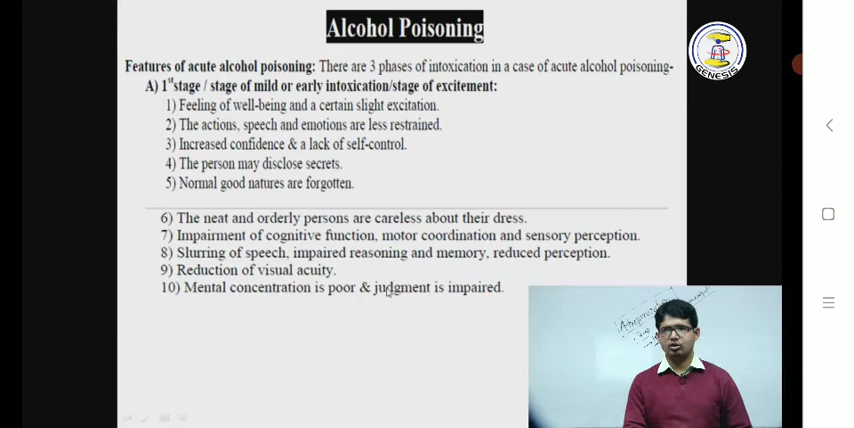 Alcohol Poisoning
GENESIS
Features of acute alcohol poisoning: There are 3 phases of intoxication in a case of acute alcohol poisoning-
A) 1st stage / stage of mild or early intoxication/stage of excitement:
1) Feeling of well-being and a certain slight excitation.
2) The actions, speech and emotions are less restrained.
3) Increased confidence & a lack of self-control.
4) The person may disclose secrets.
5) Normal good natures are forgotten.
6) The neat and orderly persons are careless about their dress.
7) Impairment of cognitive function, motor coordination and sensory perception.
8) Slurring of speech, impaired reasoning and memory, reduced perception.
9) Reduction of visual acuity.
10) Mental concentration is poor & judgment is impaired.